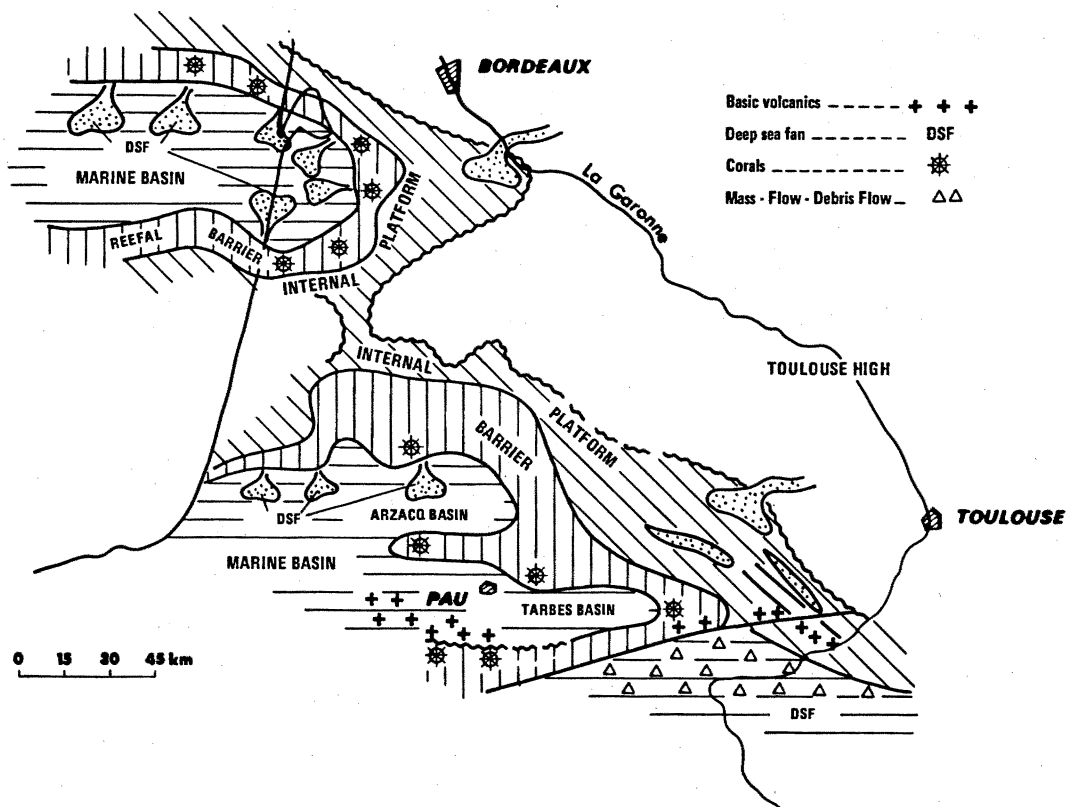 BORDEAUX
Basic volcanics
Deep sea fan DSF
Corals
Mass - Flow - Debris Flow
DSF
MARINE BASIN
La Garonne
PLATFORM
REEFAL
BARRIER
INTERNAL
INTERNAL
TOULOUSE HIGH
BARRIER
PLATFORM
DSF
ARZACQ BASIN
TOULOUSE
MARINE BASIN
PAU
TARBES BASIN
0 15 30 45 km
DSF